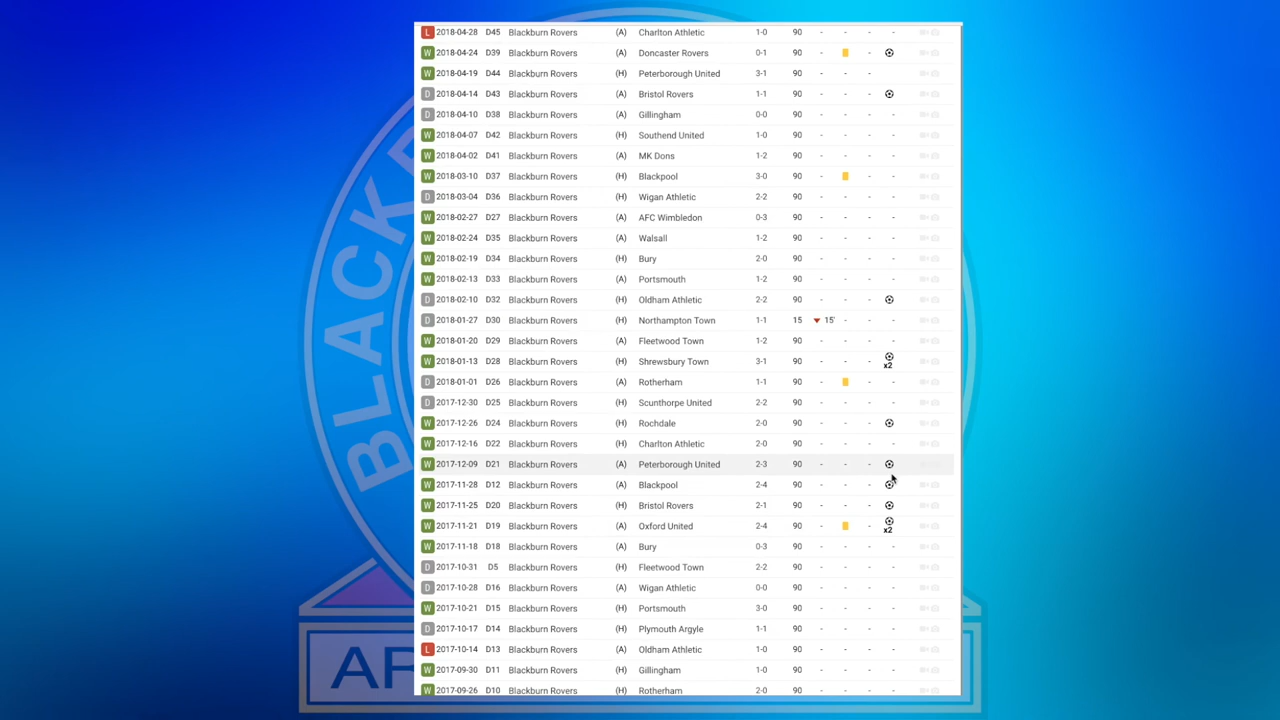 L 2018-04-28 D45 Blackburn Rovers (A) Charlton Athletic 1-0 90 - - - -
W 2018-04-24 D39 Blackburn Rovers (A) Doncaster Rovers 0-1 90 - -
W 2018-04-19 D44 Blackburn Rovers (H) Peterborough United 3-1 90 - - -
D 2018-04-14 D43 Blackburn Rovers (A) Bristol Rovers 1-1 90 - - -
D 2018-04-10 D38 Blackburn Rovers (A) Gillingham 0-0 90 - - - -
W 2018-04-07 D42 Blackburn Rovers (H) Southend United 1-0 90 - - - -
W 2018-04-02 D41 Blackburn Rovers (A) MK Dons 1-2 90 - - - -
W 2018-03-10 D37 Blackburn Rovers (H) Blackpool 3-0 90 - - -
D 2018-03-04 D36 Blackburn Rovers (H) Wigan Athletic 2-2 90 - - - -
W 2018-02-27 D27 Blackburn Rovers (A) AFC Wimbledon 0-3 90 - - - -
W 2018-02-24 D35 Blackburn Rovers (A) Walsall 1-2 90 - - - -
W 2018-02-19 D34 Blackburn Rovers (H) Bury 2-0 90 - - - -
W 2018-02-13 D33 Blackburn Rovers (A) Portsmouth 1-2 90 - - - -
D 2018-02-10 D32 Blackburn Rovers (H) Oldham Athletic 2-2 90 - - -
D 2018-01-27 D30 Blackburn Rovers (H) Northampton Town 1-1 15 15' - - -
W 2018-01-20 D29 Blackburn Rovers (A) Fleetwood Town 1-2 90 - - - -
W 2018-01-13 D28 Blackburn Rovers (H) Shrewsbury Town 3-1 90 - - - x2
D 2018-01-01 D26 Blackburn Rovers (A) Rotherham 1-1 90 - - -
D 2017-12-30 D25 Blackburn Rovers (H) Scunthorpe United 2-2 90 - - - -
W 2017-12-26 D24 Blackburn Rovers (H) Rochdale 2-0 90 - - -
W 2017-12-16 D22 Blackburn Rovers (H) Charlton Athletic 2-0 90 - - - -
W 2017-12-09 D21 Blackburn Rovers (A) Peterborough United 2-3 90 - - -
W 2017-11-28 D12 Blackburn Rovers (A) Blackpool 2-4 90 - - -
W 2017-11-25 D20 Blackburn Rovers (H) Bristol Rovers 2-1 90 - - -
W 2017-11-21 D19 Blackburn Rovers (A) Oxford United 2-4 90 - - x2
W 2017-11-18 D18 Blackburn Rovers (A) Bury 0-3 90 - - - -
D 2017-10-31 D5 Blackburn Rovers (H) Fleetwood Town 2-2 90 - - - -
D 2017-10-28 D16 Blackburn Rovers (A) Wigan Athletic 0-0 90 - - - -
W 2017-10-21 D15 Blackburn Rovers (H) Portsmouth 3-0 90 - - - -
D 2017-10-17 D14 Blackburn Rovers (H) Plymouth Argyle 1-1 90 - - - -
L 2017-10-14 D13 Blackburn Rovers (A) Oldham Athletic 1-0 90 - - - -
W 2017-09-30 D11 Blackburn Rovers (H) Gillingham 1-0 90 - - - -
W 2017-09-26 D10 Blackburn Rovers (H) Rotherham 2-0 90 - - - -
BLACK
AR